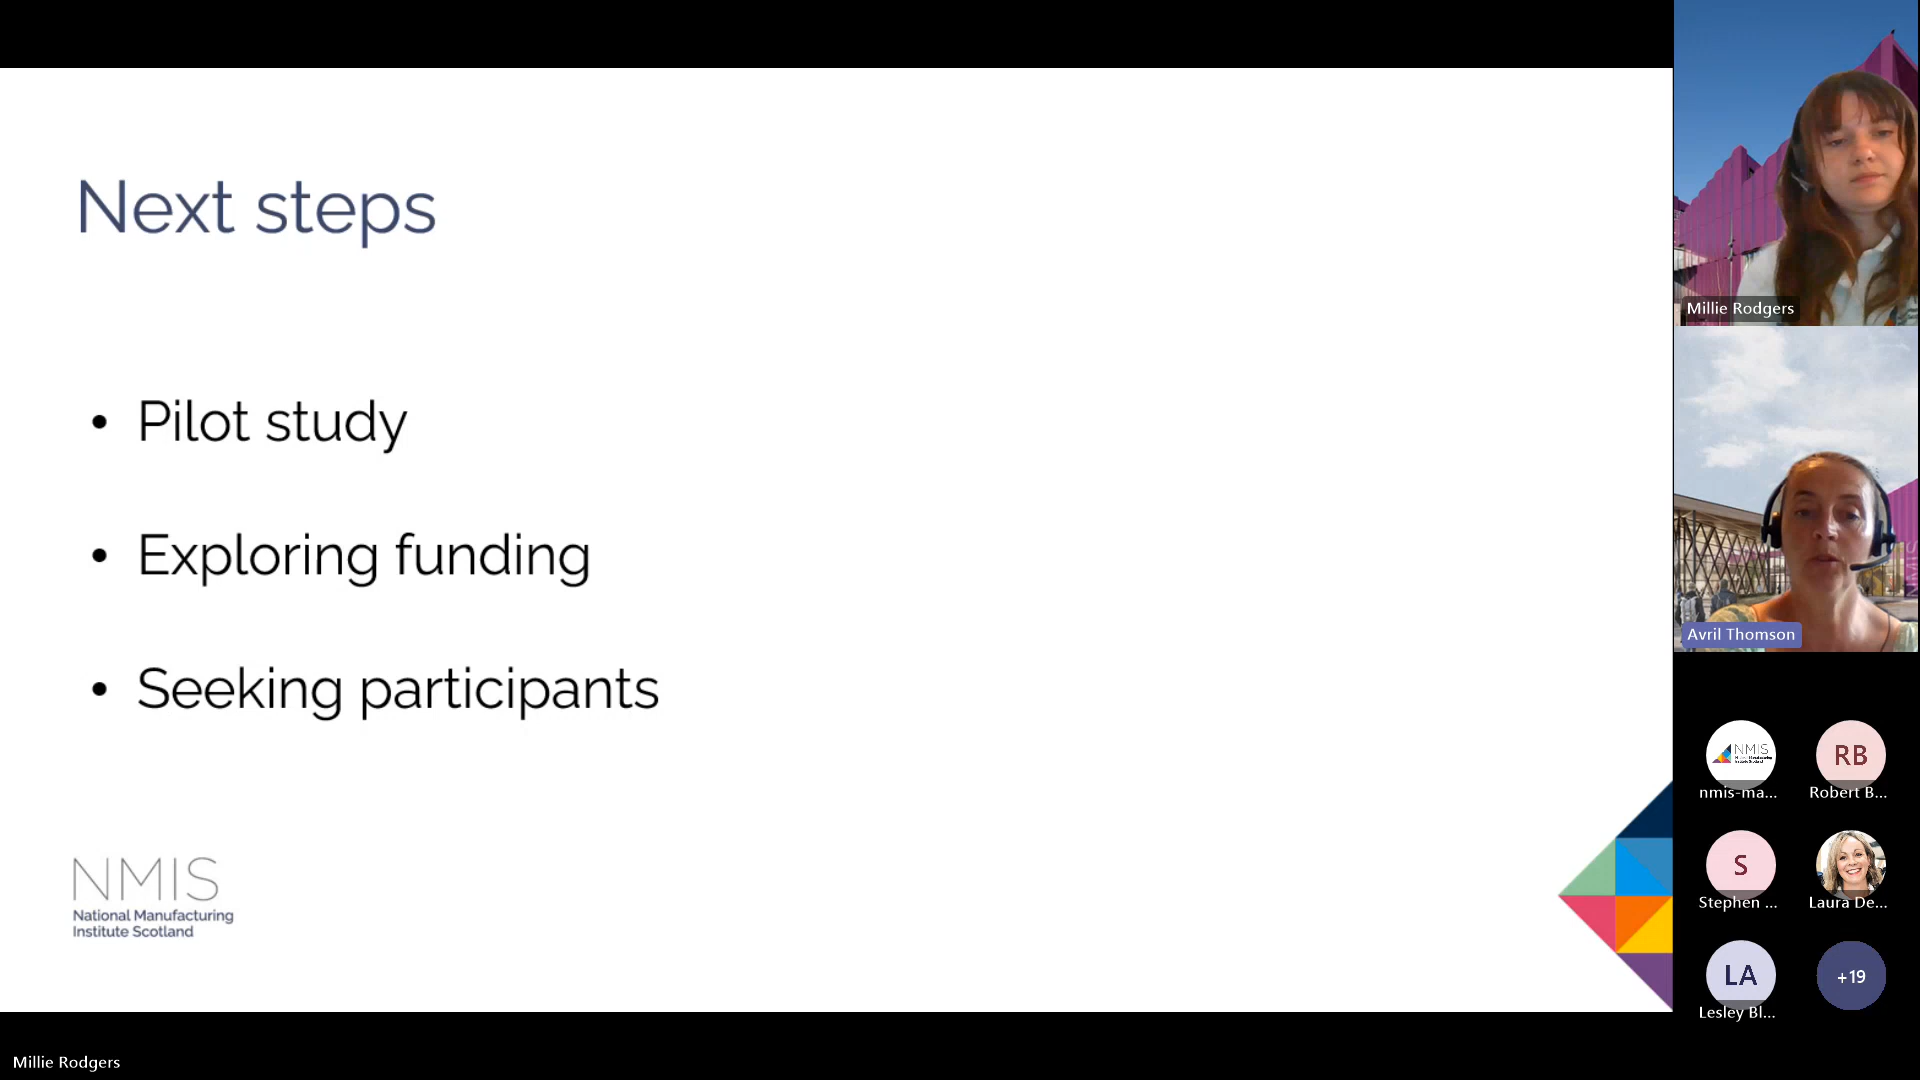 Next steps
• Pilot study
• Exploring funding
• Seeking participants
NMIS
National Manufacturing
Institute Scotland
Millie Rodgers
Millie Rodgers
Avril Thomson
NMIS
nmis-ma...
RB
Robert B...
S
Stephen ...
Laura De...
LA
Lesley Bl...
+19